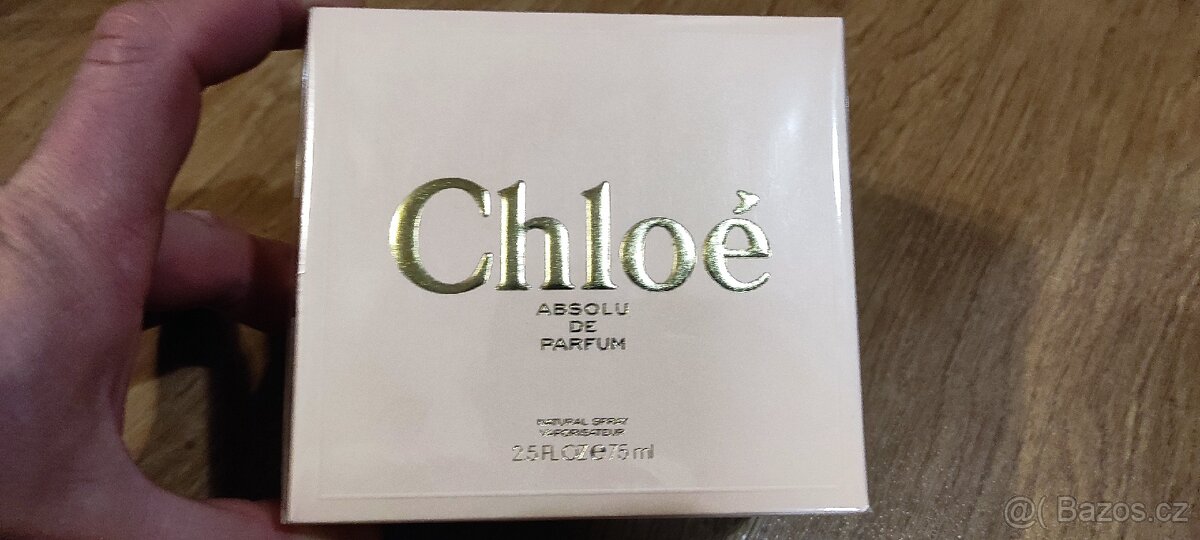 Chloé
ABSOLU
DE
PARFUM
NATURAL SPRAY
VAPORISATEUR
2.5 FL.OZ e 75 ml
@( Bazos.cz